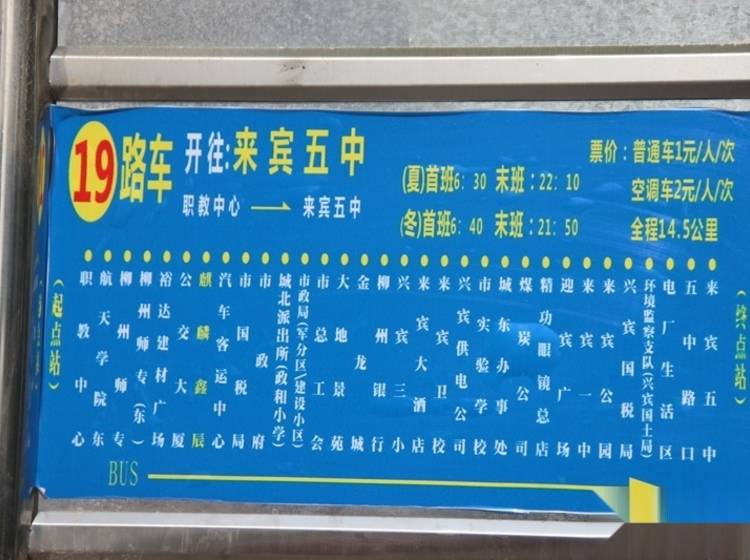 19路车
开往:来宾五中
职教中心 → 来宾五中
(夏)首班6:30 末班:22:10
(冬)首班6:40 末班:21:50
票价:普通车1元/人/次
空调车2元/人/次
全程14.5公里
(起点站)
职教中心
航天学院东
柳州师专
柳州师专(东)
裕达建材广场
公交大厦
麒麟鑫辰
汽车客运中心
市国税局
市政府
城北派出所(政和小学)
市政局(军分区)(建设小区)
市总工会
大地景苑
金龙城
柳州银行
兴宾三小
来宾大酒店
来宾卫校
兴宾供电公司
市实验学校
城东办事处
煤炭公司
精功眼镜总店
迎宾广场
来宾一中
来宾公园
兴宾国税局
环境监察支队(兴宾国土局)
电厂生活区
五中路口
来宾五中
(终点站)
BUS